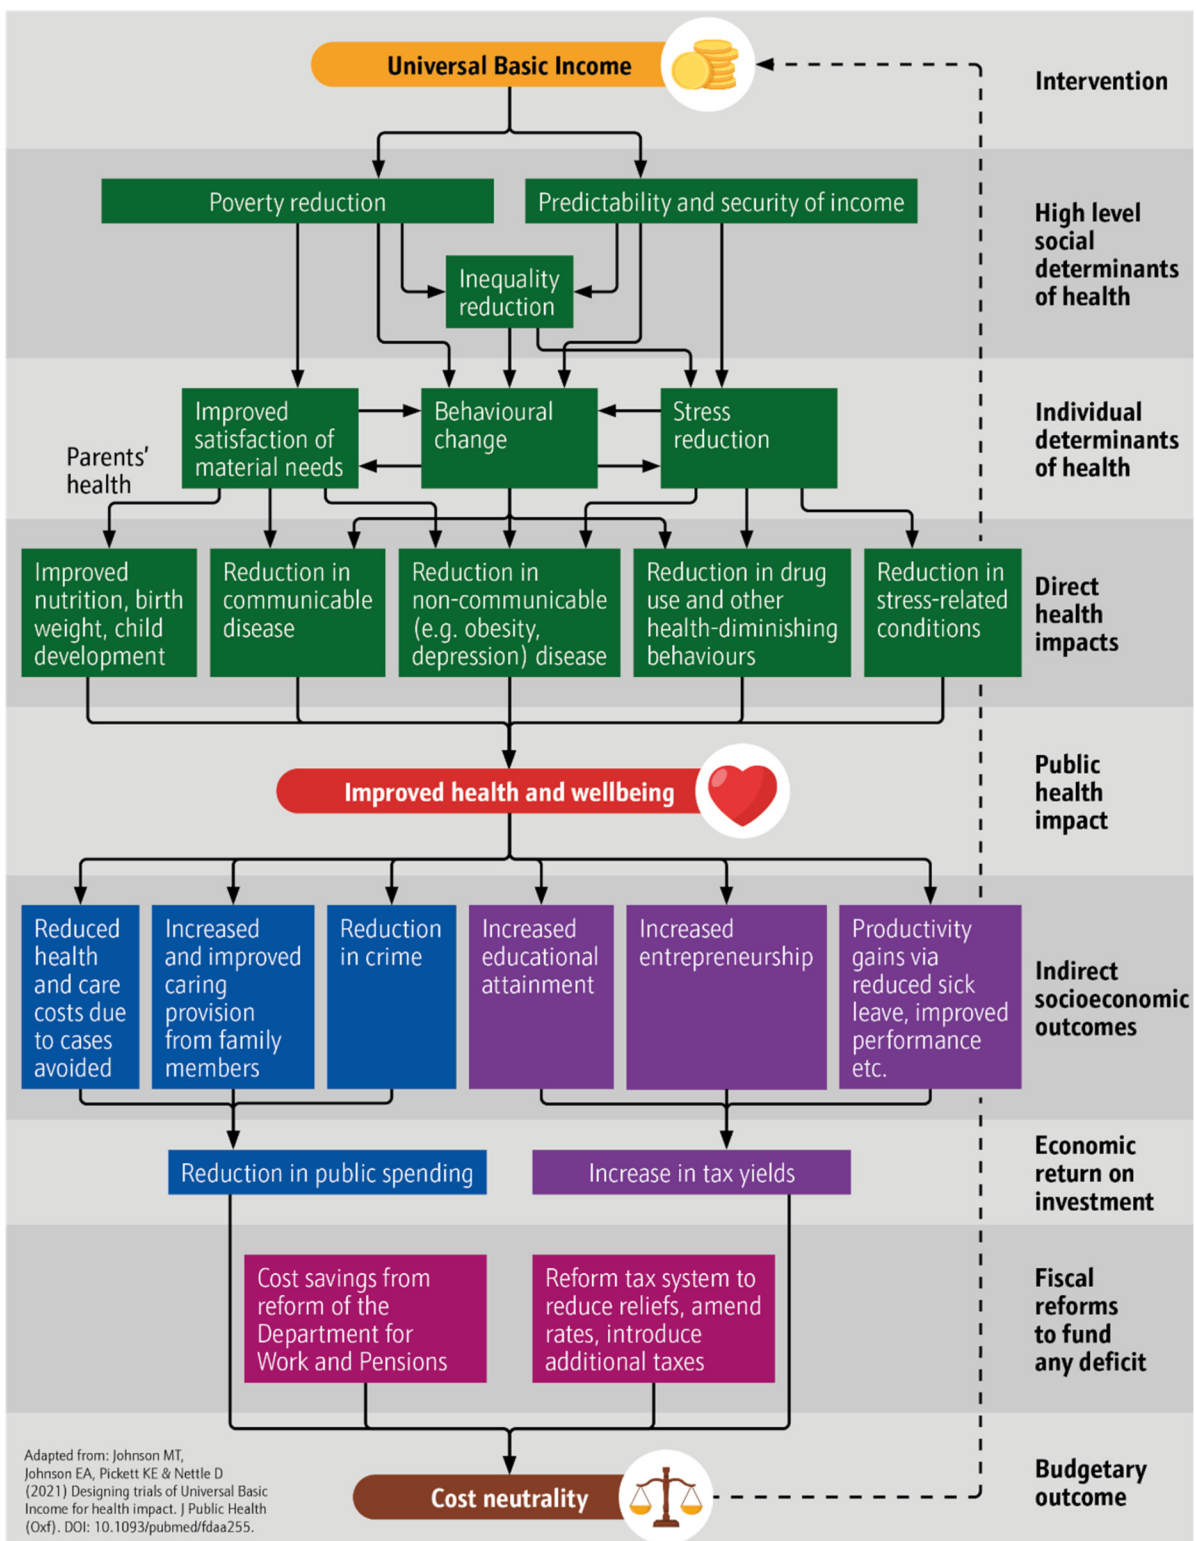 Universal Basic Income
Intervention
Poverty reduction
Predictability and security of income
Inequality
reduction
High level
social
determinants
of health
Improved
satisfaction of
material needs
Behavioural
change
Stress
reduction
Individual
determinants
of health
Parents’
health
Improved
nutrition, birth
weight, child
development
Reduction in
communicable
disease
Reduction in
non-communicable
(e.g. obesity,
depression) disease
Reduction in drug
use and other
health-diminishing
behaviours
Reduction in
stress-related
conditions
Direct
health
impacts
Improved health and wellbeing
Public
health
impact
Reduced
health
and care
costs due
to cases
avoided
Increased
and improved
caring
provision
from family
members
Reduction
in crime
Increased
educational
attainment
Increased
entrepreneurship
Productivity
gains via
reduced sick
leave, improved
performance
etc.
Indirect
socioeconomic
outcomes
Reduction in public spending
Increase in tax yields
Economic
return on
investment
Cost savings from
reform of the
Department for
Work and Pensions
Reform tax system to
reduce reliefs, amend
rates, introduce
additional taxes
Fiscal
reforms
to fund
any deficit
Adapted from: Johnson MT,
Johnson EA, Pickett KE & Nettle D
(2021) Designing trials of Universal Basic
Income for health impact. J Public Health
(Oxf). DOI: 10.1093/pubmed/fdaa255.
Cost neutrality
Budgetary
outcome